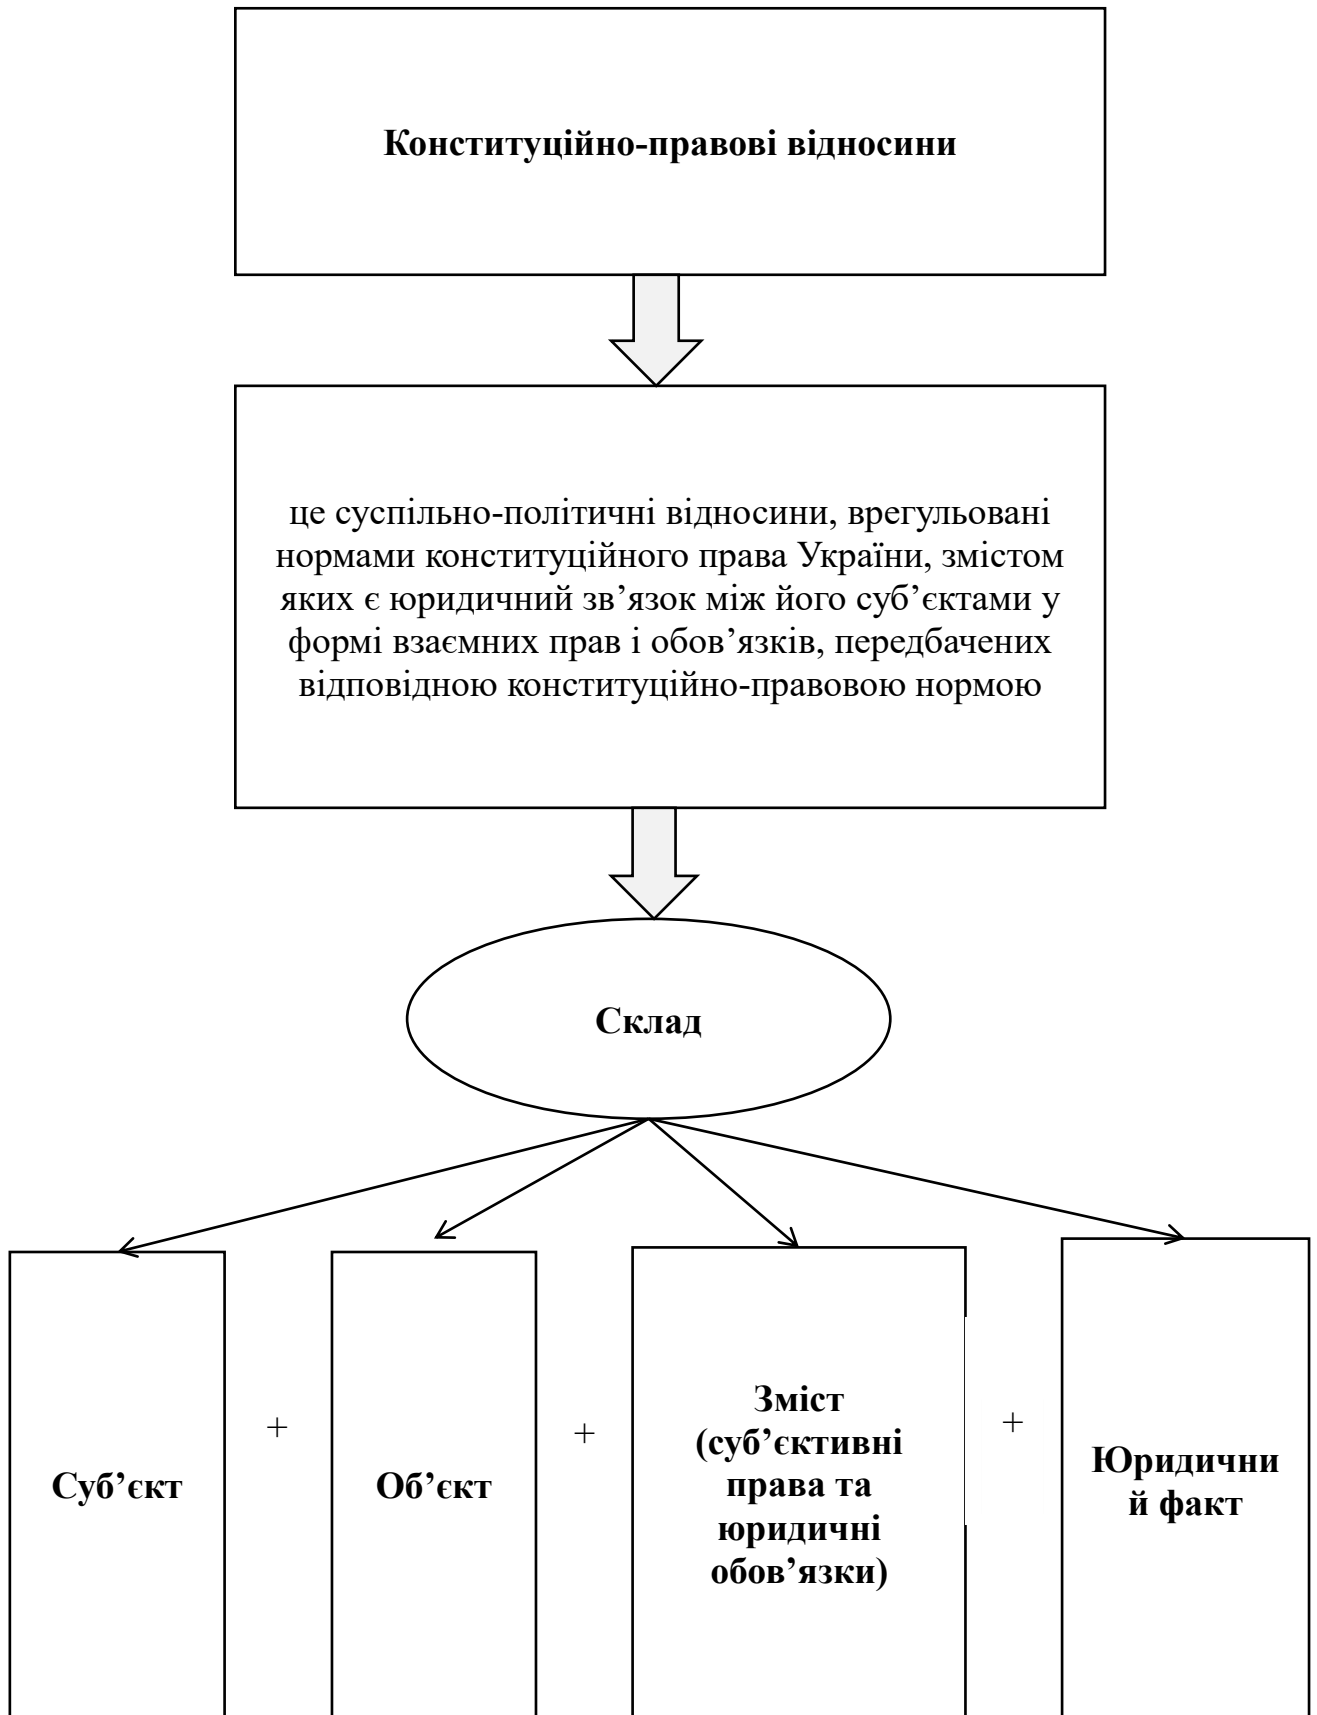 Конституційно-правові відносини
це суспільно-політичні відносини, врегульовані
нормами конституційного права України, змістом
яких є юридичний зв’язок між його суб’єктами у
формі взаємних прав і обов’язків, передбачених
відповідною конституційно-правовою нормою
Склад
Суб’єкт
+
Об’єкт
+
Зміст
(суб’єктивні
права та
юридичні
обов’язки)
+
Юридични
й факт